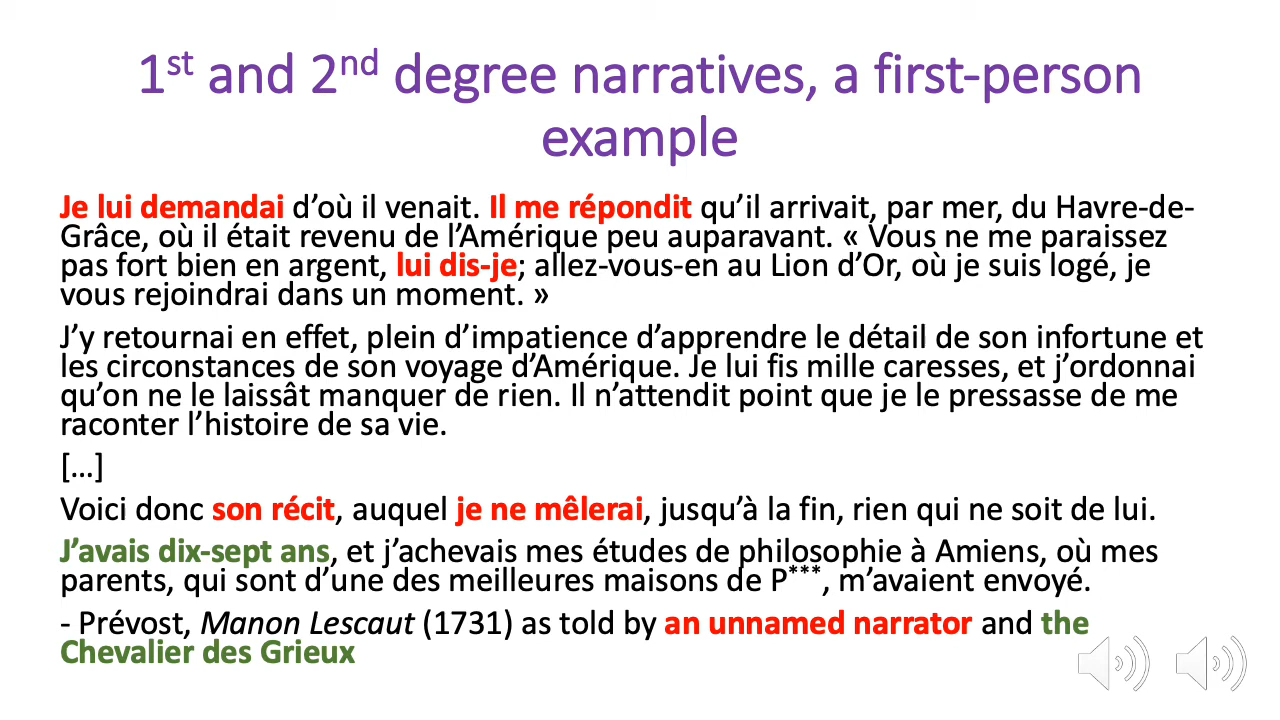 1st and 2nd degree narratives, a first-person
example
Je lui demandai d’où il venait. Il me répondit qu’il arrivait, par mer, du Havre-de-
Grâce, où il était revenu de l’Amérique peu auparavant. « Vous ne me paraissez
pas fort bien en argent, lui dis-je; allez-vous-en au Lion d’Or, où je suis logé, je
vous rejoindrai dans un moment. »
J’y retournai en effet, plein d’impatience d’apprendre le détail de son infortune et
les circonstances de son voyage d’Amérique. Je lui fis mille caresses, et j’ordonnai
qu’on ne le laissât manquer de rien. Il n’attendit point que je le pressasse de me
raconter l’histoire de sa vie.
[…]
Voici donc son récit, auquel je ne mêlerai, jusqu’à la fin, rien qui ne soit de lui.
J’avais dix-sept ans, et j’achevais mes études de philosophie à Amiens, où mes
parents, qui sont d’une des meilleures maisons de P***, m’avaient envoyé.
- Prévost, Manon Lescaut (1731) as told by an unnamed narrator and the
Chevalier des Grieux